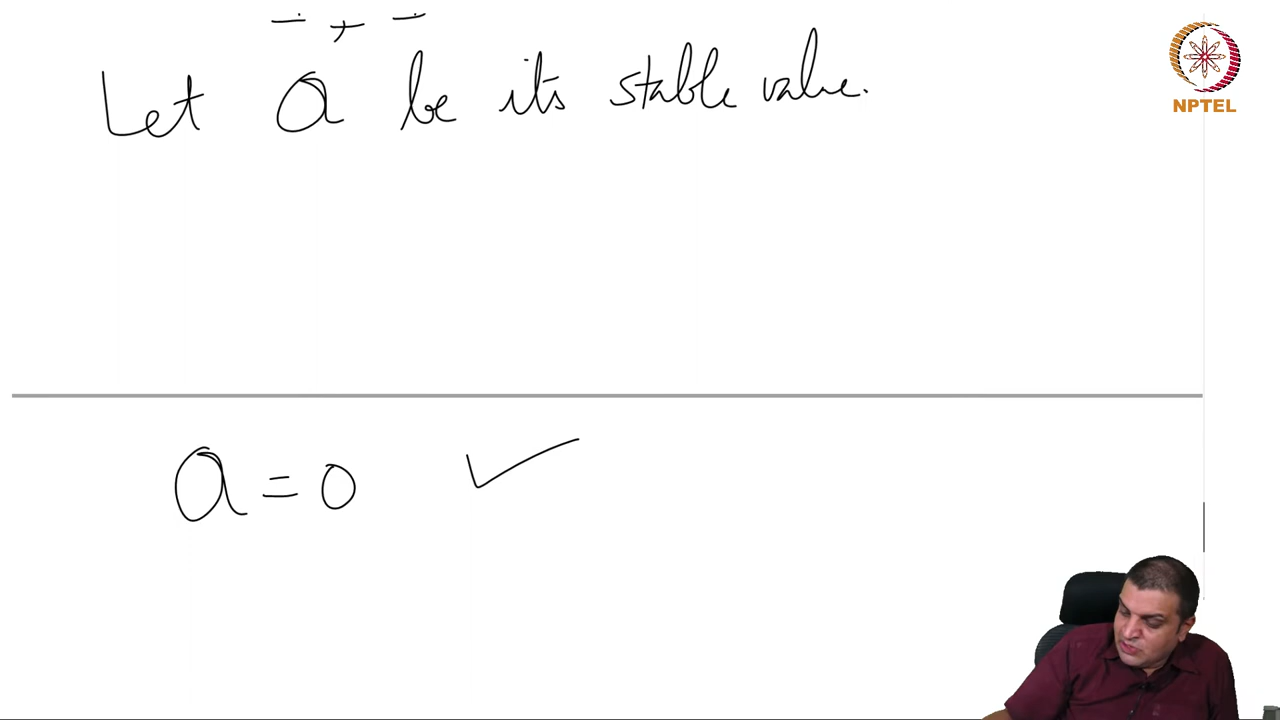 Let a be its stable value.
NPTEL
a = 0 ✓